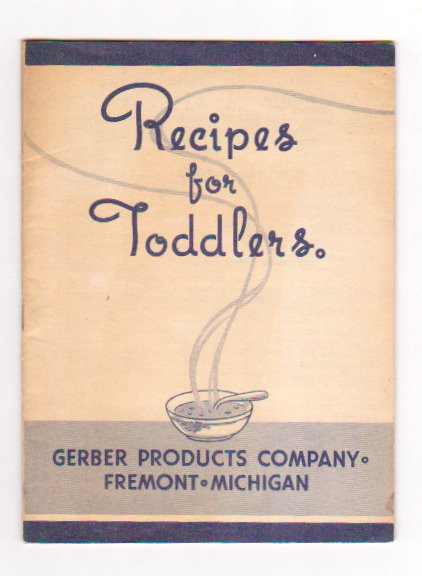 Recipes
for
Toddlers.
GERBER PRODUCTS COMPANY•
FREMONT•MICHIGAN